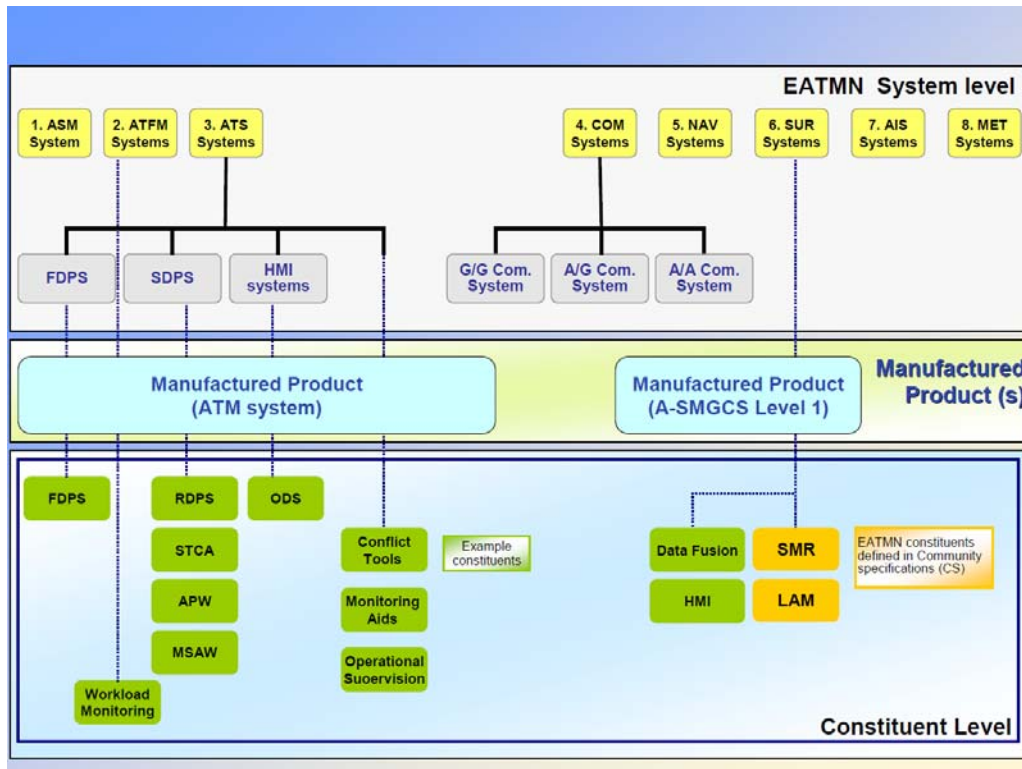 EATMN System level
1. ASM
System
2. ATFM
Systems
3. ATS
Systems
4. COM
Systems
5. NAV
Systems
6. SUR
Systems
7. AIS
Systems
8. MET
Systems
FDPS
SDPS
HMI
systems
G/G Com.
System
A/G Com.
System
A/A Com.
System
Manufactured Product
(ATM system)
Manufactured Product
(A-SMGCS Level 1)
Manufactured
Product (s)
FDPS
RDPS
ODS
STCA
APW
MSAW
Workload
Monitoring
Conflict
Tools
Monitoring
Aids
Operational
Suoervision
Example
constituents
Data Fusion
SMR
HMI
LAM
EATMN constituents
defined in Community
specifications (CS)
Constituent Level